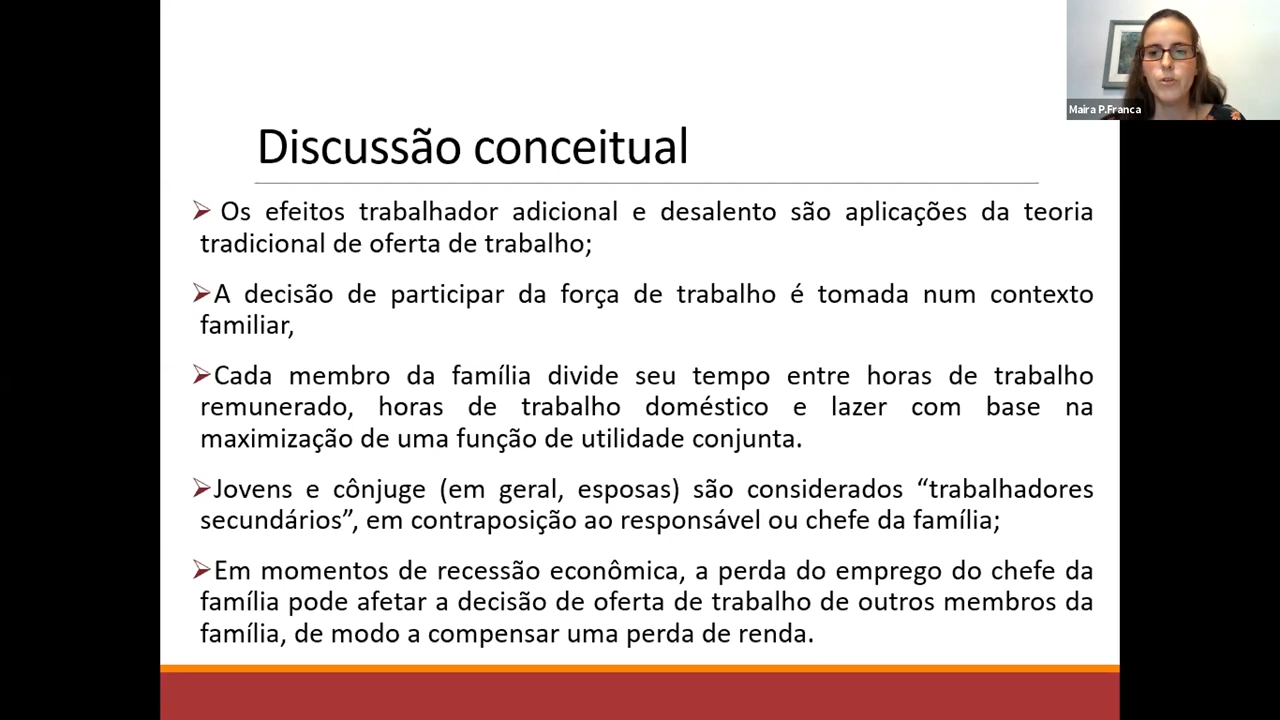 Maira P.Franca
Discussão conceitual
➢ Os efeitos trabalhador adicional e desalento são aplicações da teoria
tradicional de oferta de trabalho;
➢A decisão de participar da força de trabalho é tomada num contexto
familiar,
➢Cada membro da família divide seu tempo entre horas de trabalho
remunerado, horas de trabalho doméstico e lazer com base na
maximização de uma função de utilidade conjunta.
➢Jovens e cônjuge (em geral, esposas) são considerados “trabalhadores
secundários”, em contraposição ao responsável ou chefe da família;
➢Em momentos de recessão econômica, a perda do emprego do chefe da
família pode afetar a decisão de oferta de trabalho de outros membros da
família, de modo a compensar uma perda de renda.